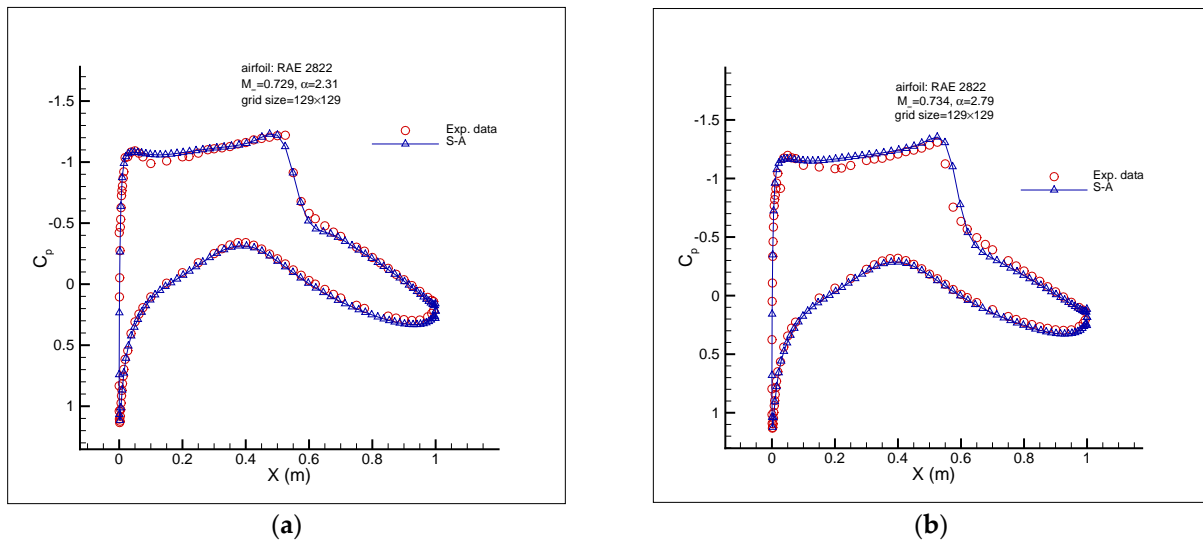 airfoil: RAE 2822
M_=0.729, α=2.31
grid size=129×129
Exp. data
S-A
-1.5
-1
-0.5
0
0.5
1
Cp
0
0.2
0.4
0.6
0.8
1
X (m)
(a)
airfoil: RAE 2822
M_=0.734, α=2.79
grid size=129×129
Exp. data
S-A
-1.5
-1
-0.5
0
0.5
1
Cp
0
0.2
0.4
0.6
0.8
1
X (m)
(b)